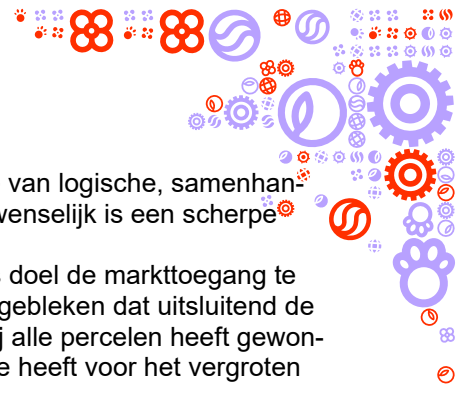 van logische, samenhan-
wenselijk is een scherpe
doel de markttoegang te
gebleken dat uitsluitend de
alle percelen heeft gewon-
e heeft voor het vergroten